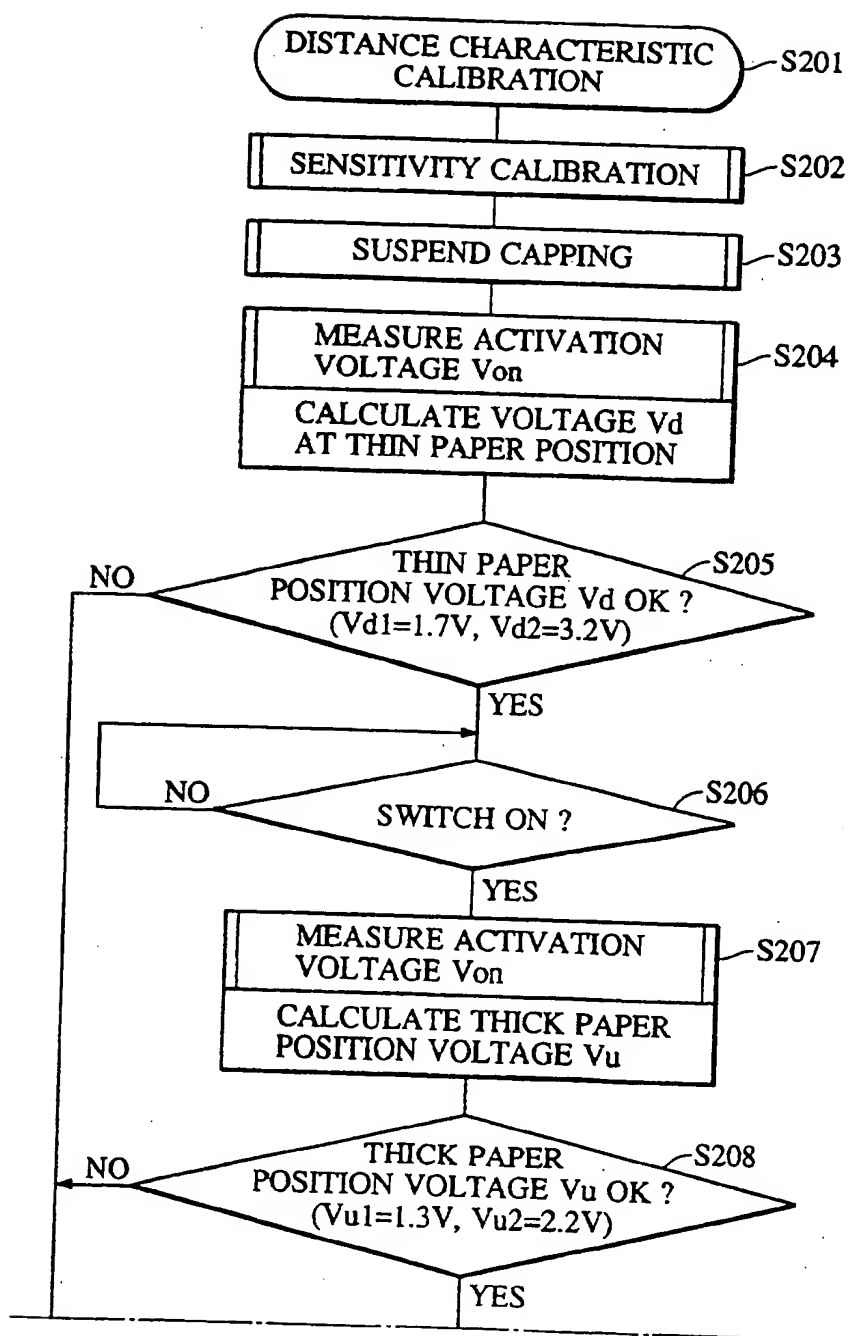 DISTANCE CHARACTERISTIC
CALIBRATION
S201
SENSITIVITY CALIBRATION
S202
SUSPEND CAPPING
S203
MEASURE ACTIVATION
VOLTAGE Von
S204
CALCULATE VOLTAGE Vd
AT THIN PAPER POSITION
THIN PAPER
POSITION VOLTAGE Vd OK ?
(Vd1=1.7V, Vd2=3.2V)
S205
NO
YES
SWITCH ON ?
S206
NO
YES
MEASURE ACTIVATION
VOLTAGE Von
S207
CALCULATE THICK PAPER
POSITION VOLTAGE Vu
THICK PAPER
POSITION VOLTAGE Vu OK ?
(Vu1=1.3V, Vu2=2.2V)
S208
NO
YES